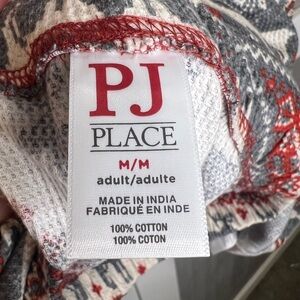 PJ
PLACE
M/M
adult/adulte
MADE IN INDIA
FABRIQUÉ EN INDE
100% COTTON
100% COTON